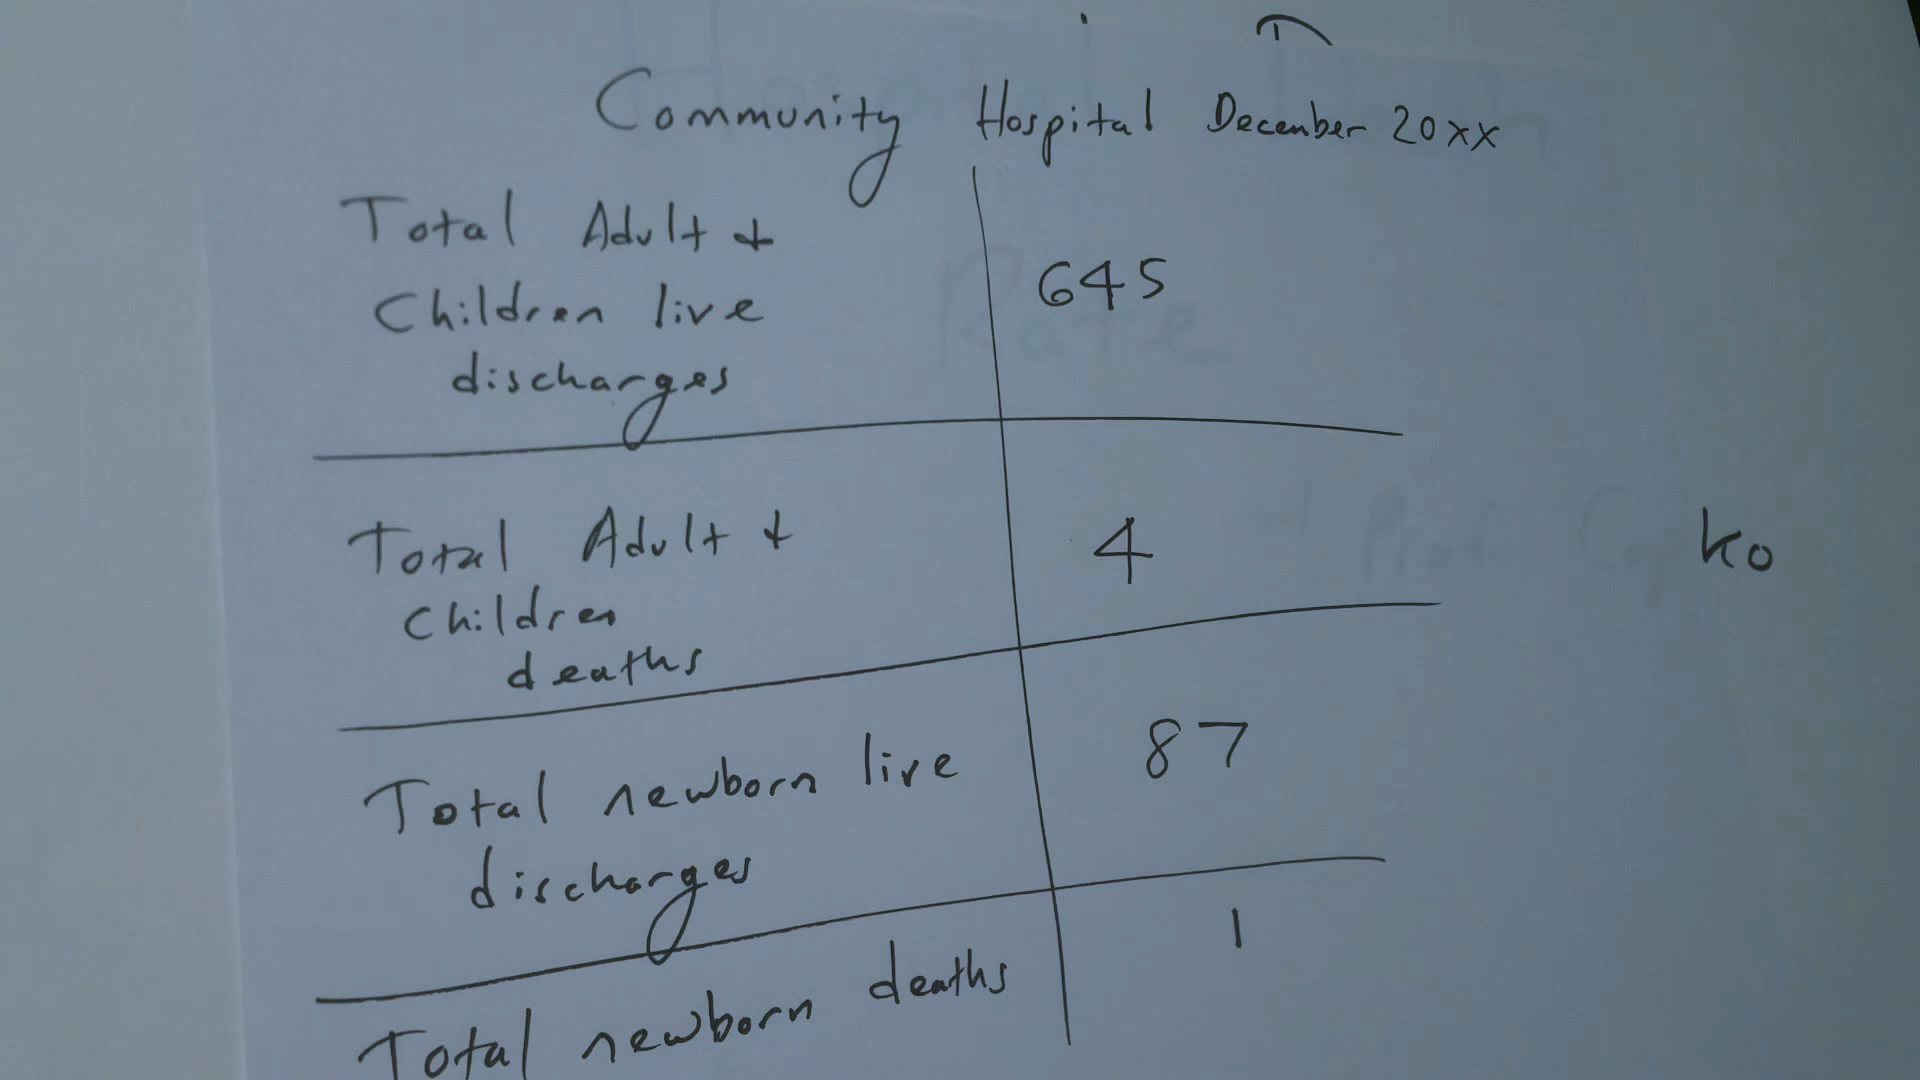 Community Hospital December 20xx
Total Adult &
Children live
discharges
645
Total Adult &
Children
deaths
4
ko
Total newborn live
discharges
87
Total newborn deaths
1